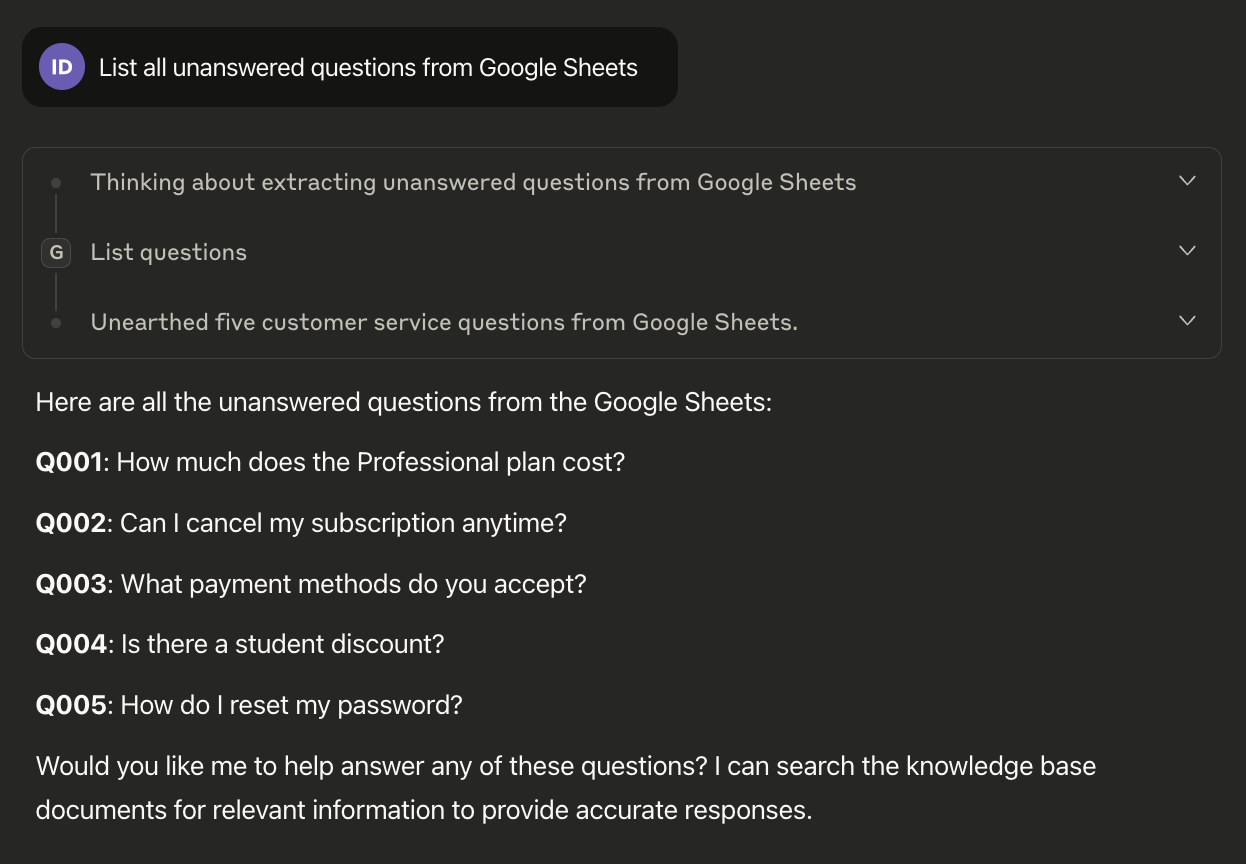 ID List all unanswered questions from Google Sheets
Thinking about extracting unanswered questions from Google Sheets
G List questions
Unearthed five customer service questions from Google Sheets.
Here are all the unanswered questions from the Google Sheets:
Q001: How much does the Professional plan cost?
Q002: Can I cancel my subscription anytime?
Q003: What payment methods do you accept?
Q004: Is there a student discount?
Q005: How do I reset my password?
Would you like me to help answer any of these questions? I can search the knowledge base
documents for relevant information to provide accurate responses.